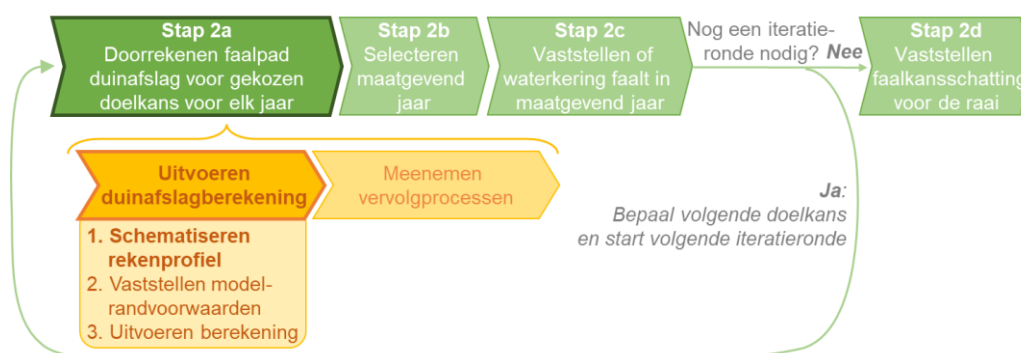 Stap 2a
Doorrekenen faalpad
duinafslag voor gekozen
doelkans voor elk jaar
Stap 2b
Selecteren
maatgevend
jaar
Stap 2c
Vaststellen of
waterkering faalt in
maatgevend jaar
Nog een iteratie-
ronde nodig? Nee
Stap 2d
Vaststellen
faalkansschatting
voor de raai
Uitvoeren
duinafslagberekening
Meenemen
vervolgprocessen
1. Schematiseren
rekenprofiel
2. Vaststellen model-
randvoorwaarden
3. Uitvoeren berekening
Ja:
Bepaal volgende doelkans
en start volgende iteratieronde